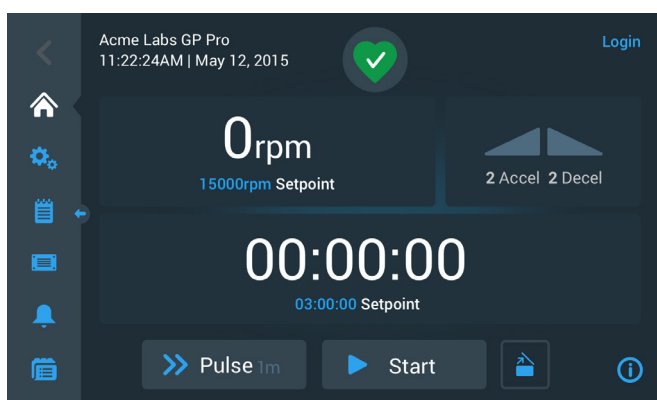 Acme Labs GP Pro
11:22:24AM | May 12, 2015
Login
0rpm
15000rpm Setpoint
2 Accel 2 Decel
00:00:00
03:00:00 Setpoint
Pulse 1m
Start